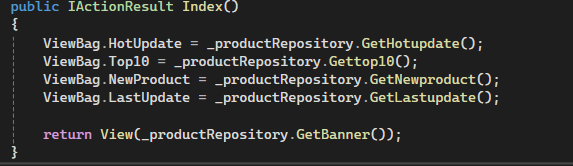 public IActionResult Index()
{
ViewBag.HotUpdate = _productRepository.GetHotupdate();
ViewBag.Top10 = _productRepository.Gettop10();
ViewBag.NewProduct = _productRepository.GetNewproduct();
ViewBag.LastUpdate = _productRepository.GetLastupdate();
return View(_productRepository.GetBanner());
}